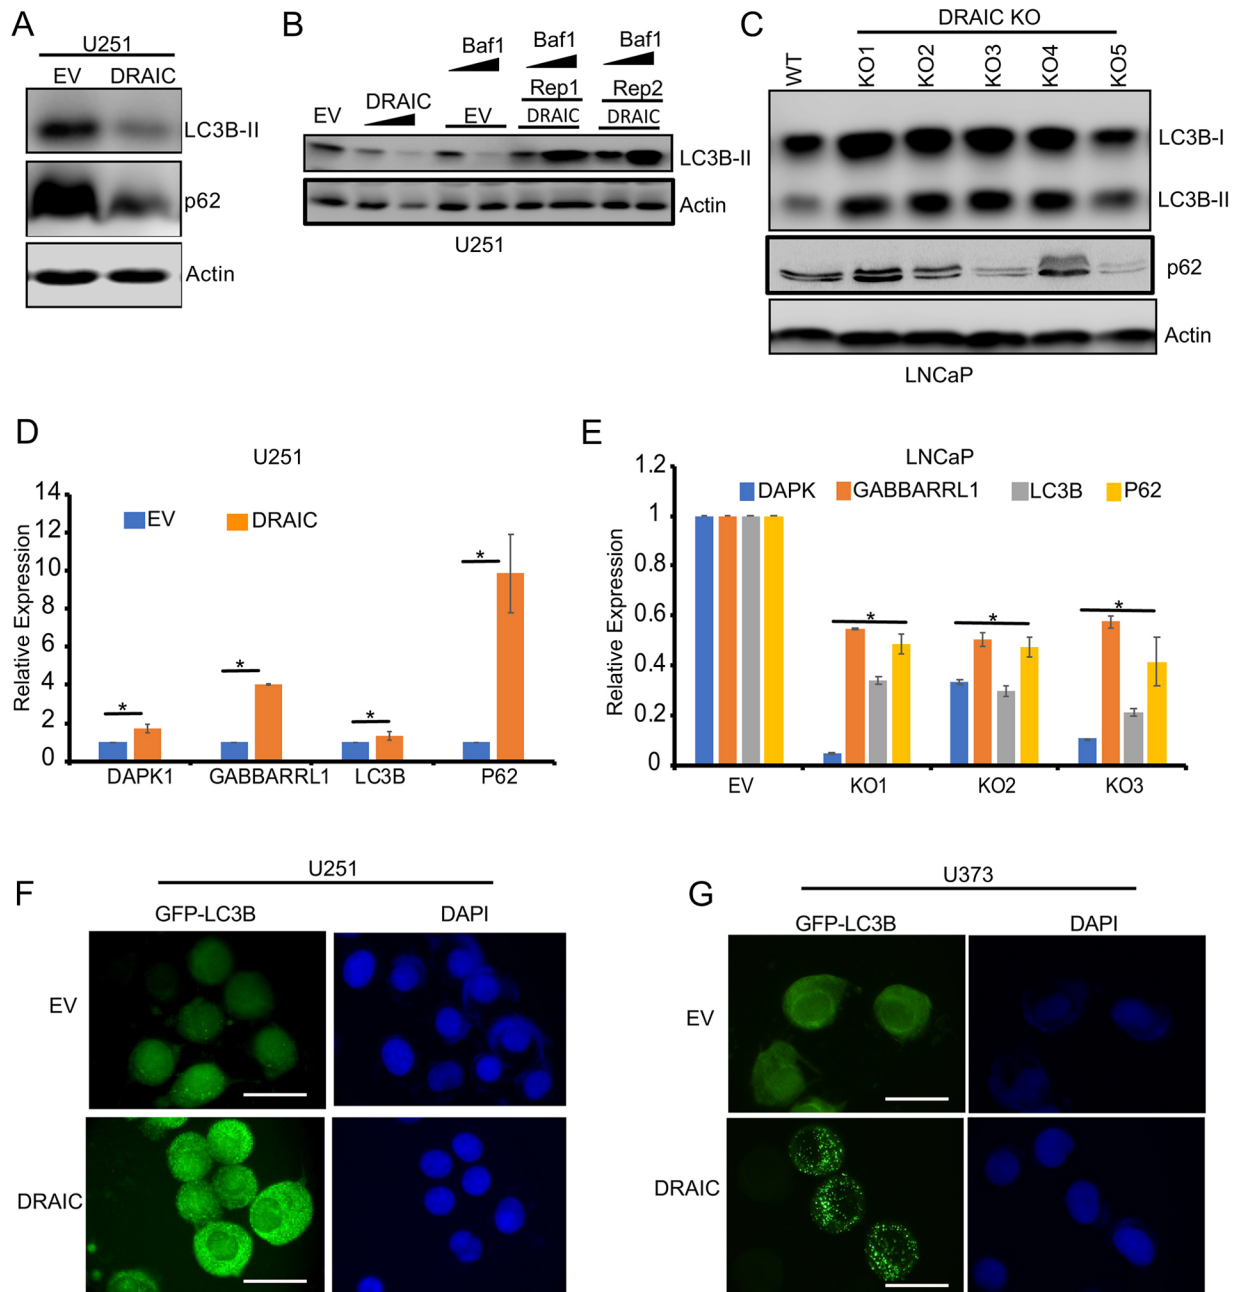 A
U251
EV DRAIC
LC3B-II
p62
Actin
B
Baf1 Baf1 Baf1
Rep1 Rep2
EV DRAIC EV DRAIC DRAIC
LC3B-II
Actin
U251
C
DRAIC KO
WT KO1 KO2 KO3 KO4 KO5
LC3B-I
LC3B-II
p62
Actin
LNCaP
D
U251
EV DRAIC
Relative Expression
14
12
10
8
6
4
2
0
* * * *
DAPK1 GABBARRL1 LC3B P62
E
LNCaP
DAPK GABBARRL1 LC3B P62
Relative Expression
1.2
1
0.8
0.6
0.4
0.2
0
* * *
EV KO1 KO2 KO3
F
U251
GFP-LC3B DAPI
EV
DRAIC
G
U373
GFP-LC3B DAPI
EV
DRAIC